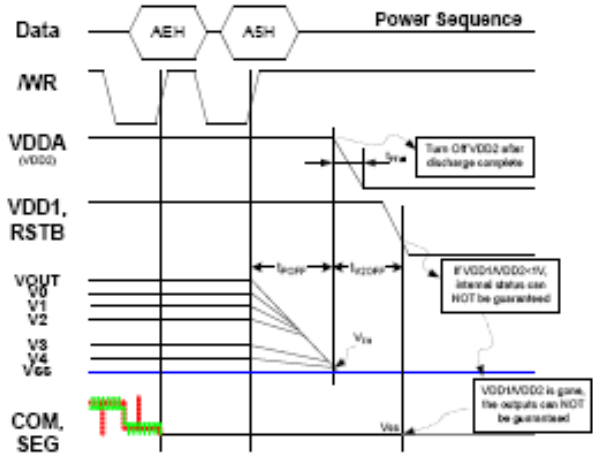 Power Sequence
Data
AEH
A5H
/WR
VDDA
(VDD2)
Turn Off VDD2 after
discharge complete
VDD1,
RSTB
tPOFF
tV2OFF
If VDD1/VDD2<1V,
internal status can
NOT be guaranteed
VOUT
V0
V1
V2
V3
V4
VSS
VDD1/VDD2 is gone,
the outputs can NOT
be guaranteed
COM,
SEG
VSS